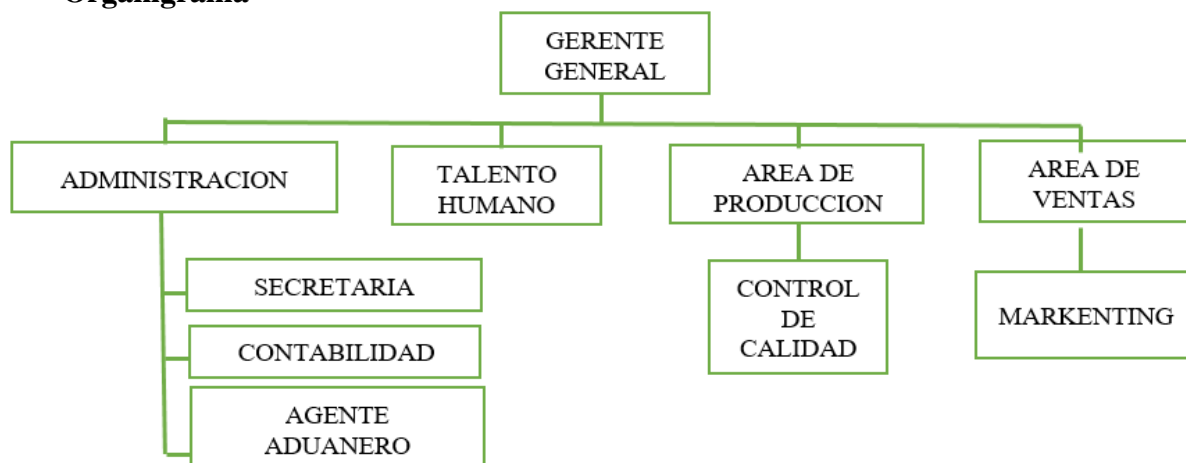 Organigrama
GERENTE
GENERAL
ADMINISTRACION
TALENTO
HUMANO
AREA DE
PRODUCCION
AREA DE
VENTAS
SECRETARIA
CONTABILIDAD
AGENTE
ADUANERO
CONTROL
DE
CALIDAD
MARKENTING